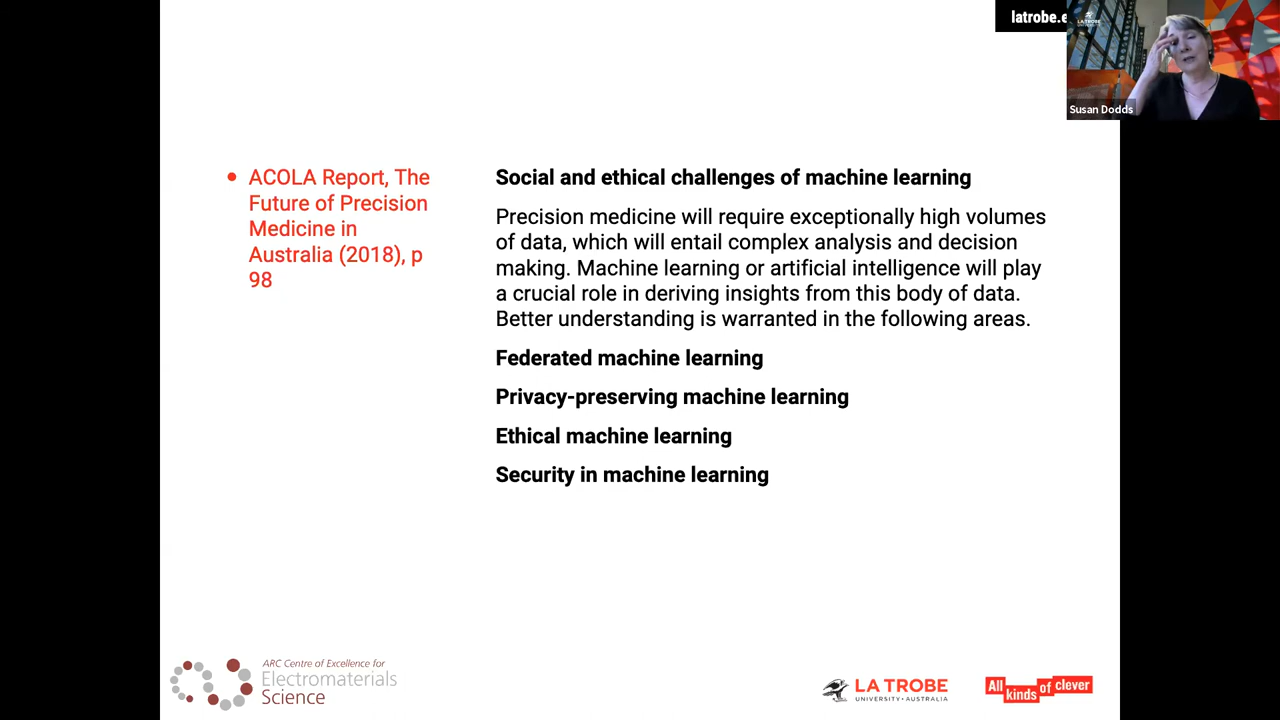 latrobe.e
LA TROBE
UNIVERSITY
Susan Dodds
• ACOLA Report, The
Future of Precision
Medicine in
Australia (2018), p
98
Social and ethical challenges of machine learning
Precision medicine will require exceptionally high volumes
of data, which will entail complex analysis and decision
making. Machine learning or artificial intelligence will play
a crucial role in deriving insights from this body of data.
Better understanding is warranted in the following areas.
Federated machine learning
Privacy-preserving machine learning
Ethical machine learning
Security in machine learning
ARC Centre of Excellence for
Electromaterials
Science
LA TROBE
UNIVERSITY • AUSTRALIA
All kinds of clever